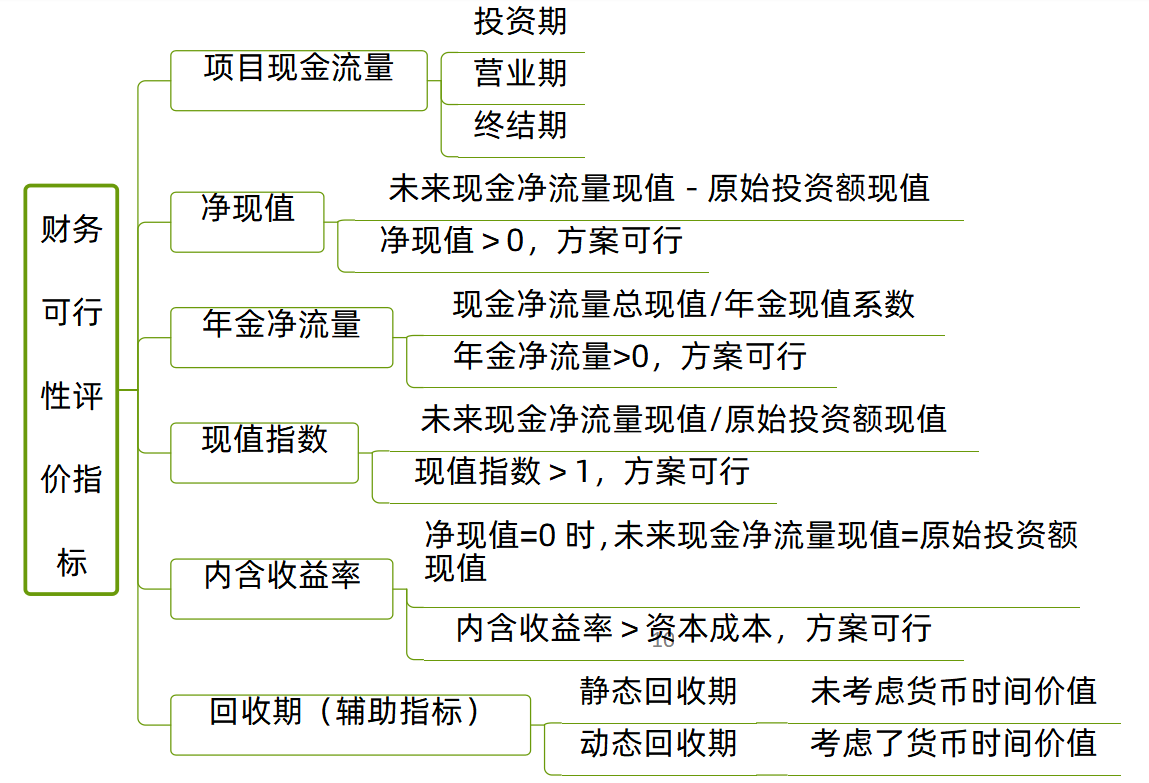 财务
可行
性评
价指
标
项目现金流量
投资期
营业期
终结期
净现值
未来现金净流量现值－原始投资额现值
净现值＞0，方案可行
年金净流量
现金净流量总现值/年金现值系数
年金净流量>0，方案可行
现值指数
未来现金净流量现值/原始投资额现值
现值指数＞1，方案可行
内含收益率
净现值=0 时,未来现金净流量现值=原始投资额
现值
内含收益率＞资本成本，方案可行
10
回收期（辅助指标）
静态回收期
未考虑货币时间价值
动态回收期
考虑了货币时间价值